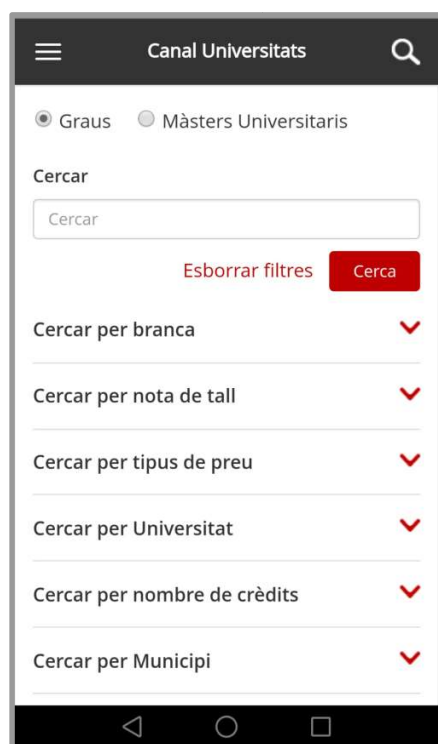 Canal Universitats
Graus Màsters Universitaris
Cercar
Cercar
Esborrar filtres Cerca
Cercar per branca
Cercar per nota de tall
Cercar per tipus de preu
Cercar per Universitat
Cercar per nombre de crèdits
Cercar per Municipi